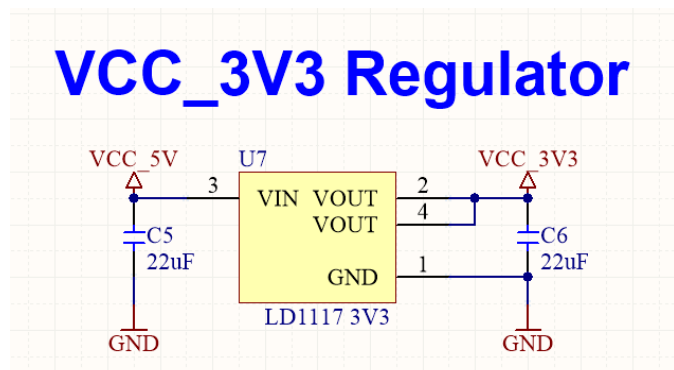 VCC_3V3 Regulator
VCC_5V U7 VCC_3V3
3 VIN VOUT 2
VOUT 4
C5 C6
22uF 22uF
GND 1
LD1117 3V3
GND GND